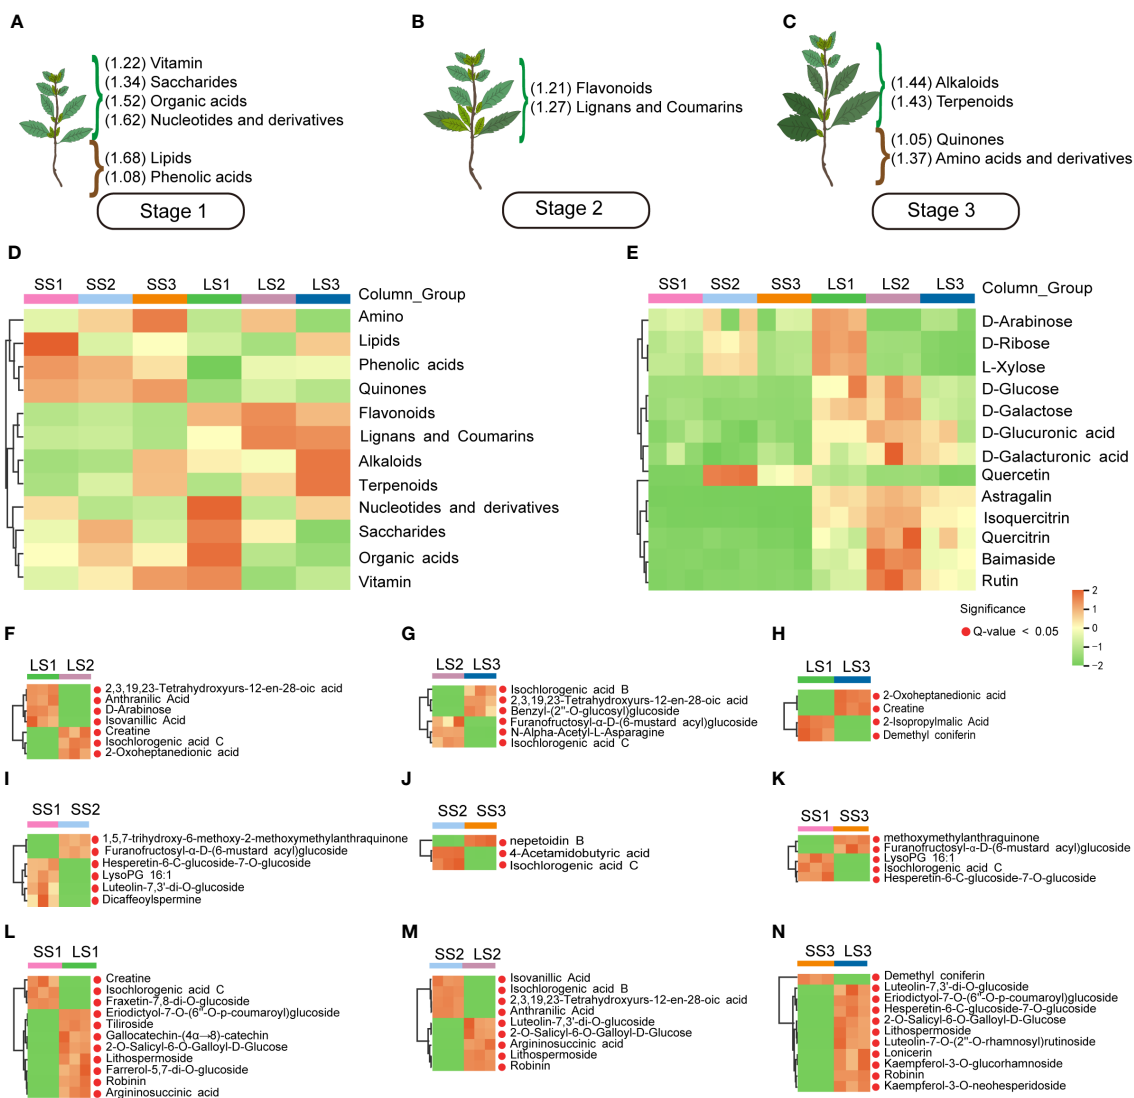 A
B
C
(1.22) Vitamin
(1.34) Saccharides
(1.52) Organic acids
(1.62) Nucleotides and derivatives
(1.68) Lipids
(1.08) Phenolic acids
Stage 1
(1.21) Flavonoids
(1.27) Lignans and Coumarins
Stage 2
(1.44) Alkaloids
(1.43) Terpenoids
(1.05) Quinones
(1.37) Amino acids and derivatives
Stage 3
D
SS1 SS2 SS3 LS1 LS2 LS3
Column_Group
Amino
Lipids
Phenolic acids
Quinones
Flavonoids
Lignans and Coumarins
Alkaloids
Terpenoids
Nucleotides and derivatives
Saccharides
Organic acids
Vitamin
E
SS1 SS2 SS3 LS1 LS2 LS3
Column_Group
D-Arabinose
D-Ribose
L-Xylose
D-Glucose
D-Galactose
D-Glucuronic acid
D-Galacturonic acid
Quercetin
Astragalin
Isoquercitrin
Quercitrin
Baimaside
Rutin
Significance
Q-value < 0.05
2
1
0
−1
−2
F
LS1 LS2
2,3,19,23-Tetrahydroxyurs-12-en-28-oic acid
Anthranilic Acid
D-Arabinose
Isovanillic Acid
Creatine
Isochlorogenic acid C
2-Oxoheptanedionic acid
G
LS2 LS3
Isochlorogenic acid B
2,3,19,23-Tetrahydroxyurs-12-en-28-oic acid
Benzyl-(2"-O-glucosyl)glucoside
Furanofructosyl-α-D-(6-mustard acyl)glucoside
N-Alpha-Acetyl-L-Asparagine
Isochlorogenic acid C
H
LS1 LS3
2-Oxoheptanedionic acid
Creatine
2-Isopropylmalic Acid
Demethyl coniferin
I
SS1 SS2
1,5,7-trihydroxy-6-methoxy-2-methoxymethylanthraquinone
Furanofructosyl-α-D-(6-mustard acyl)glucoside
Hesperetin-6-C-glucoside-7-O-glucoside
LysoPG 16:1
Luteolin-7,3'-di-O-glucoside
Dicaffeoylspermine
J
SS2 SS3
nepetoidin B
4-Acetamidobutyric acid
Isochlorogenic acid C
K
SS1 SS3
methoxymethylanthraquinone
Furanofructosyl-α-D-(6-mustard acyl)glucoside
LysoPG 16:1
Isochlorogenic acid C
Hesperetin-6-C-glucoside-7-O-glucoside
L
SS1 LS1
Creatine
Isochlorogenic acid C
Fraxetin-7,8-di-O-glucoside
Eriodictyol-7-O-(6"-O-p-coumaroyl)glucoside
Tiliroside
Gallocatechin-(4α→8)-catechin
2-O-Salicyl-6-O-Galloyl-D-Glucose
Lithospermoside
Farrerol-5,7-di-O-glucoside
Robinin
Argininosuccinic acid
M
SS2 LS2
Isovanillic Acid
Isochlorogenic acid B
2,3,19,23-Tetrahydroxyurs-12-en-28-oic acid
Anthranilic Acid
Luteolin-7,3'-di-O-glucoside
2-O-Salicyl-6-O-Galloyl-D-Glucose
Argininosuccinic acid
Lithospermoside
Robinin
N
SS3 LS3
Demethyl coniferin
Luteolin-7,3'-di-O-glucoside
Eriodictyol-7-O-(6"-O-p-coumaroyl)glucoside
Hesperetin-6-C-glucoside-7-O-glucoside
2-O-Salicyl-6-O-Galloyl-D-Glucose
Lithospermoside
Luteolin-7-O-(2"-O-rhamnosyl)rutinoside
Lonicerin
Kaempferol-3-O-glucorhamnoside
Robinin
Kaempferol-3-O-neohesperidoside